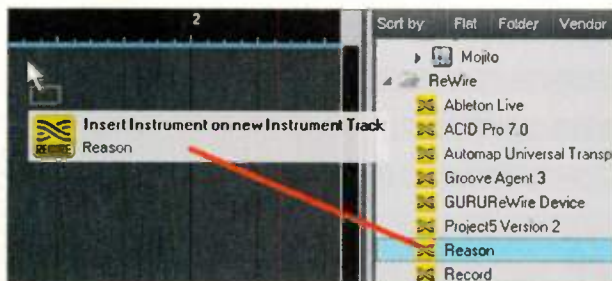 2
Insert Instrument on new Instrument Track
REWIRE
Reason
Sort by Flat Folder Vendor
Mojito
ReWire
Ableton Live
ACID Pro 7.0
Automap Universal Transp
Groove Agent 3
GURUReWire Device
Project5 Version 2
Reason
Record